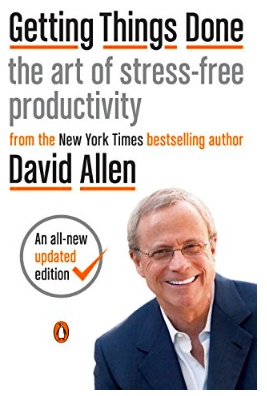 Getting Things Done
the art of stress-free
productivity
from the New York Times bestselling author
David Allen
An all-new
updated
edition